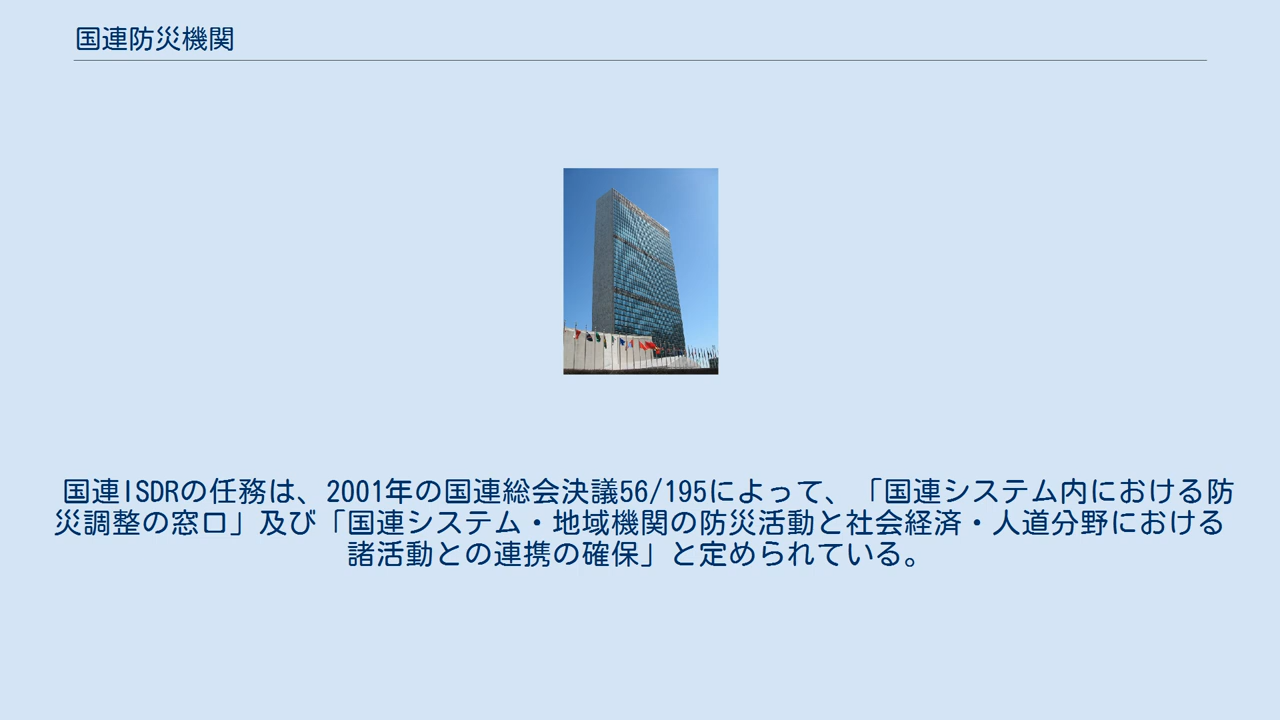 国連防災機関
国連ISDRの任務は、2001年の国連総会決議56/195によって、「国連システム内における防
災調整の窓口」及び「国連システム・地域機関の防災活動と社会経済・人道分野における
諸活動との連携の確保」と定められている。